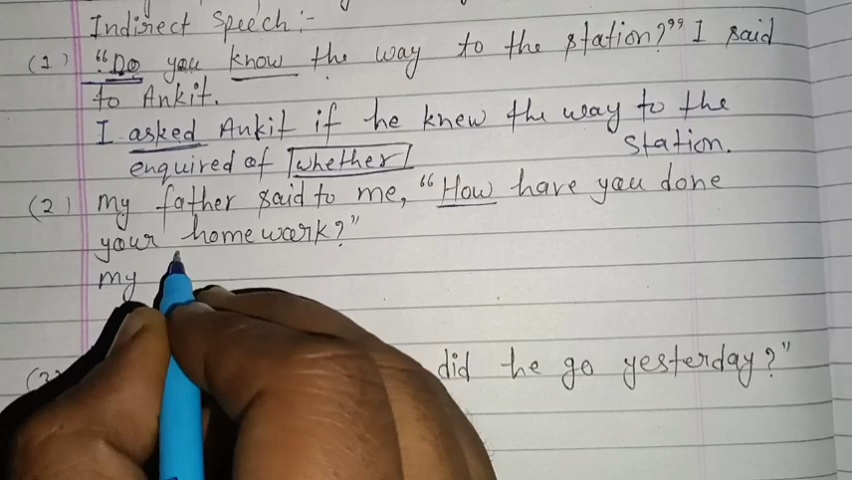 Indirect Speech:-
(1) "Do you know the way to the station?" I said
to Ankit.
I asked Ankit if he knew the way to the
station.
enquired of whether
(2) My father said to me, "How have you done
your homework?"
my
(3) did he go yesterday?"